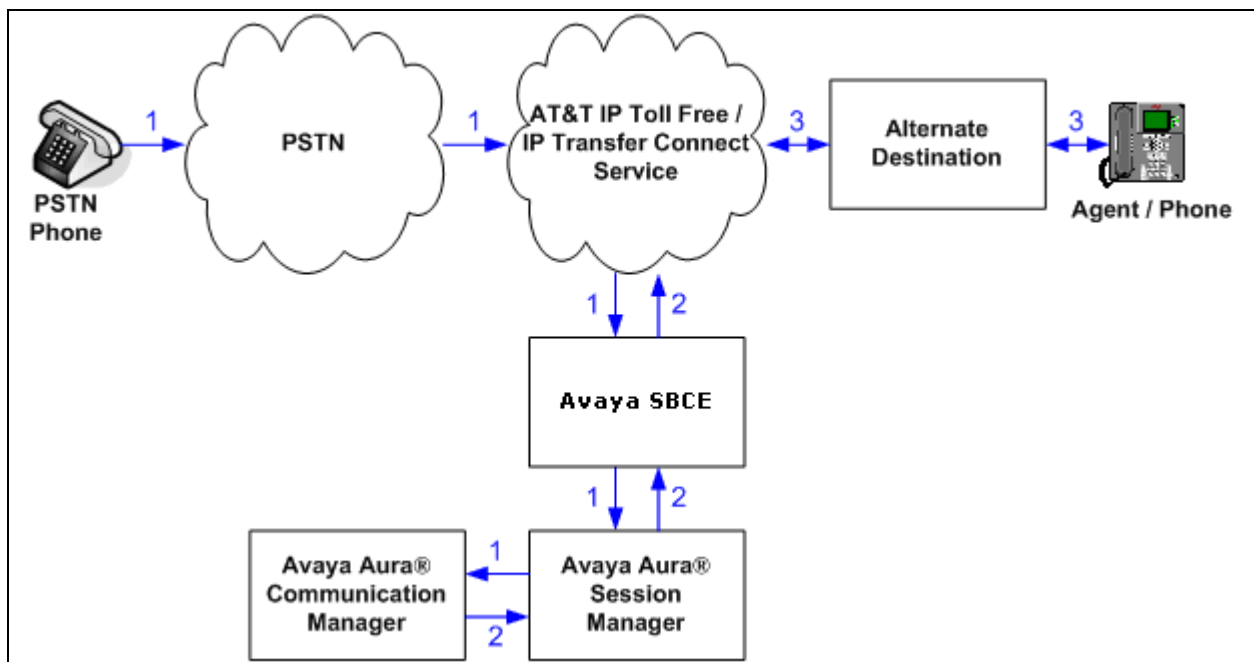 1
PSTN
Phone
PSTN
1
AT&T IP Toll Free /
IP Transfer Connect
Service
3
Alternate
Destination
3
Agent / Phone
1
2
Avaya SBCE
1
2
Avaya Aura®
Communication
Manager
1
2
Avaya Aura®
Session
Manager